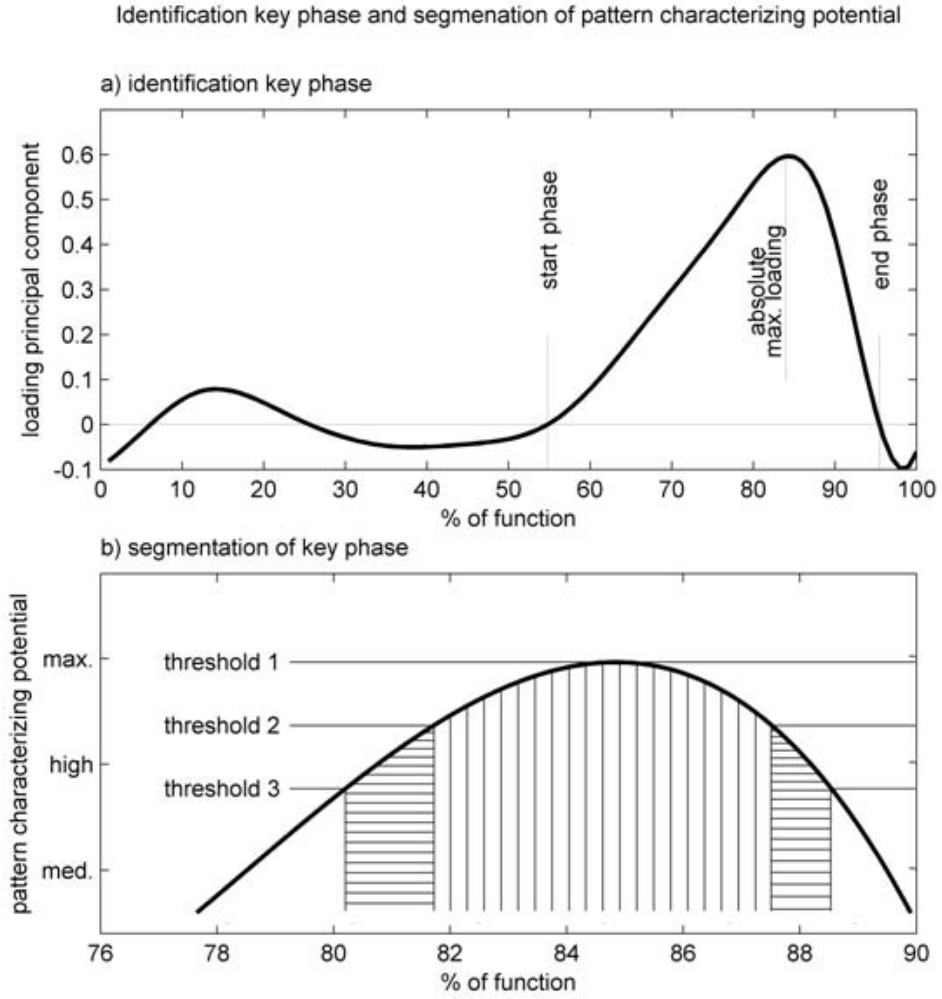 Identification key phase and segmenation of pattern characterizing potential
a) identification key phase
loading principal component
0.6
0.5
0.4
0.3
0.2
0.1
0
-0.1
start phase
absolute
max. loading
end phase
0 10 20 30 40 50 60 70 80 90 100
% of function
b) segmentation of key phase
pattern characterizing potential
max.
high
med.
threshold 1
threshold 2
threshold 3
76 78 80 82 84 86 88 90
% of function